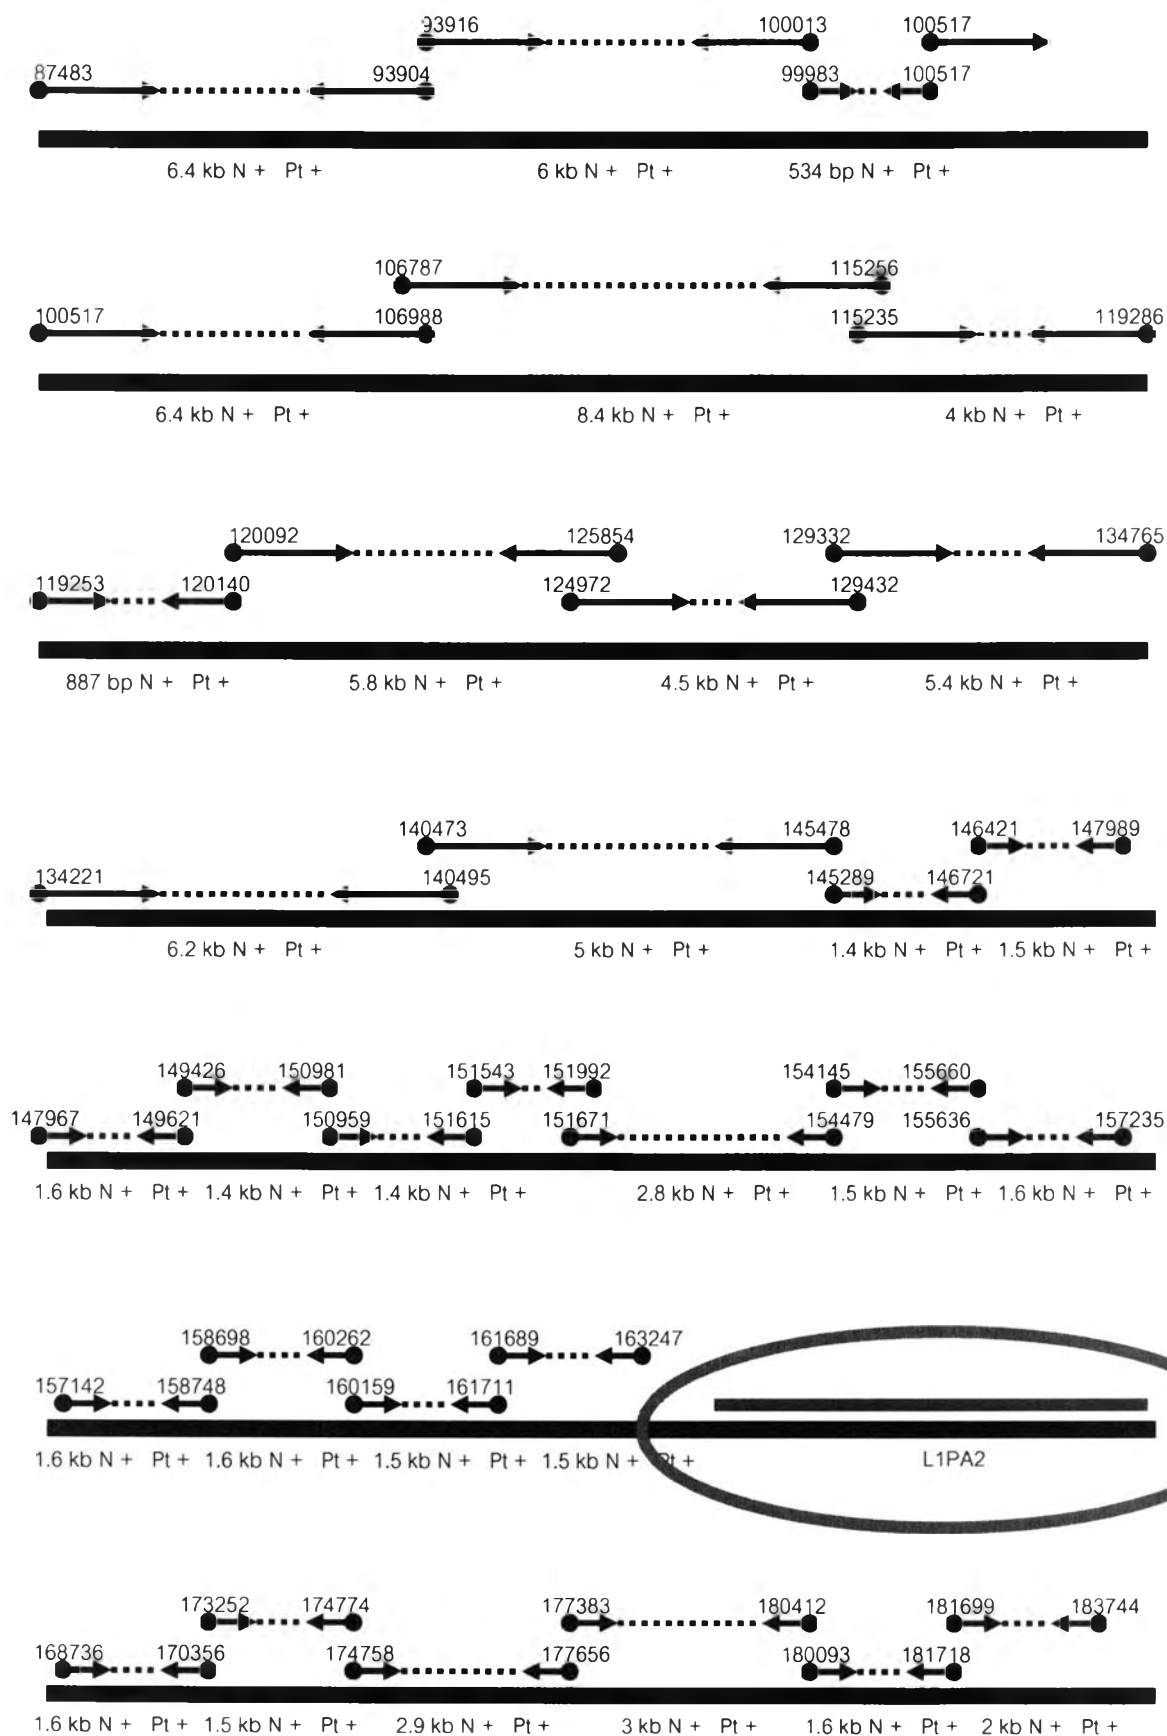 93916 100013 100517
87483 93904 99983 100517
6.4 kb N + Pt + 6 kb N + Pt + 534 bp N + Pt +
106787 115256
100517 106988 115235 119286
6.4 kb N + Pt + 8.4 kb N + Pt + 4 kb N + Pt +
120092 125854 129332 134765
119253 120140 124972 129432
887 bp N + Pt + 5.8 kb N + Pt + 4.5 kb N + Pt + 5.4 kb N + Pt +
140473 145478 146421 147989
134221 140495 145289 146721
6.2 kb N + Pt + 5 kb N + Pt + 1.4 kb N + Pt + 1.5 kb N + Pt +
149426 150981 151543 151992 154145 155660
147967 149621 150959 151615 151671 154479 155636 157235
1.6 kb N + Pt + 1.4 kb N + Pt + 1.4 kb N + Pt + 2.8 kb N + Pt + 1.5 kb N + Pt + 1.6 kb N + Pt +
158698 160262 161689 163247
157142 158748 160159 161711
1.6 kb N + Pt + 1.6 kb N + Pt + 1.5 kb N + Pt + 1.5 kb N + Pt + L1PA2
173252 174774 177383 180412 181699 183744
168736 170356 174758 177656 180093 181718
1.6 kb N + Pt + 1.5 kb N + Pt + 2.9 kb N + Pt + 3 kb N + Pt + 1.6 kb N + Pt + 2 kb N + Pt +